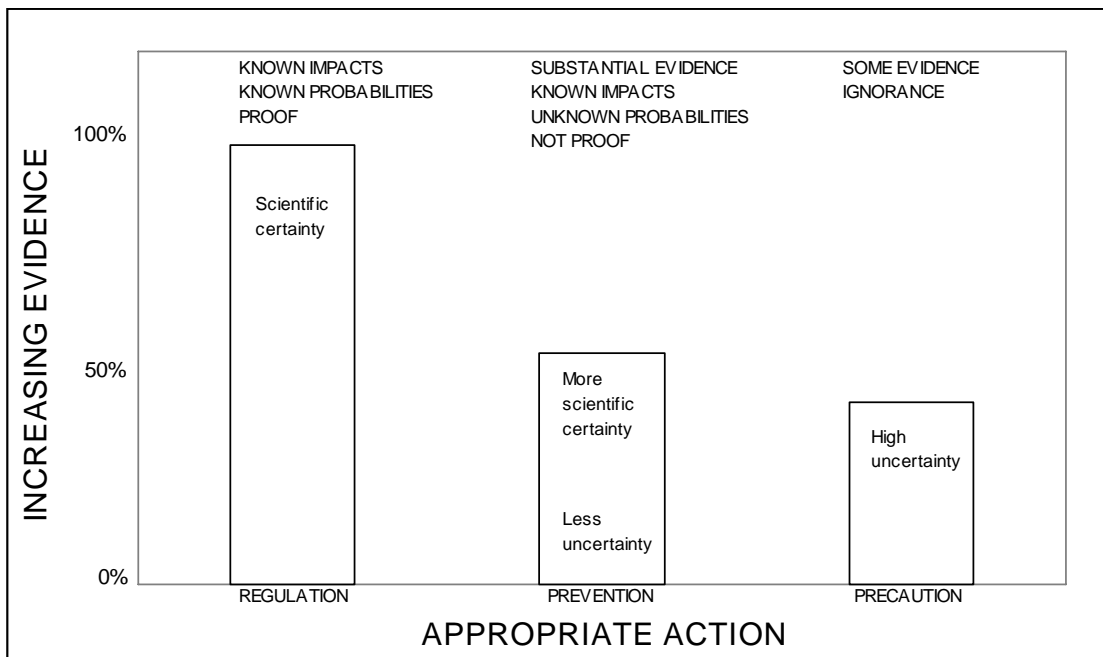 KNOWN IMPACTS
KNOWN PROBABILITIES
PROOF
SUBSTANTIAL EVIDENCE
KNOWN IMPACTS
UNKNOWN PROBABILITIES
NOT PROOF
SOME EVIDENCE
IGNORANCE
INCREASING EVIDENCE
100%
50%
0%
Scientific
certainty
More
scientific
certainty
Less
uncertainty
High
uncertainty
REGULATION
PREVENTION
PRECAUTION
APPROPRIATE ACTION